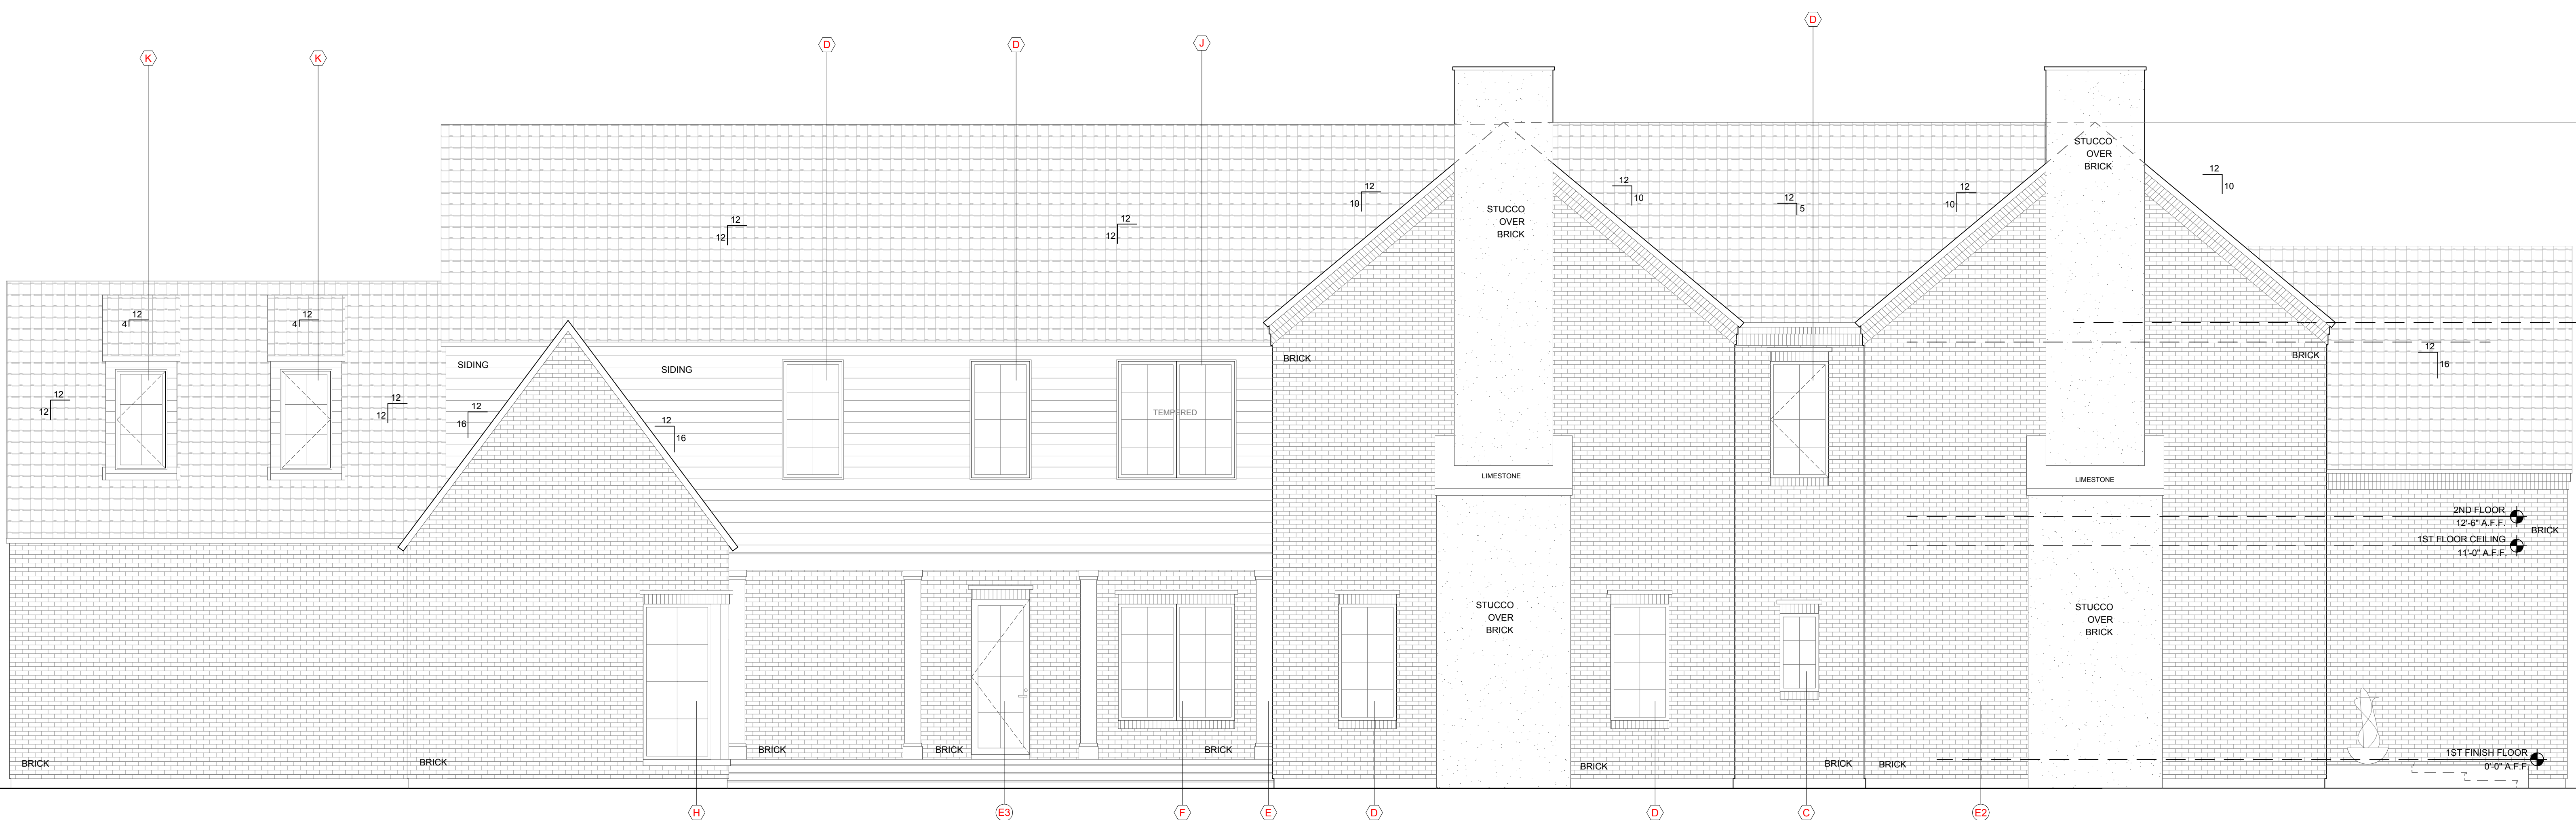 D
K
K
D
D
J
STUCCO
OVER
BRICK
12
10
12
10
12
10
12
5
12
10
STUCCO
OVER
BRICK
12
12
12
12
12
4
12
4
12
16
BRICK
BRICK
SIDING
SIDING
12
12
12
12
12
16
12
16
TEMPERED
LIMESTONE
LIMESTONE
2ND FLOOR
12'-6" A.F.F.
BRICK
1ST FLOOR CEILING
11'-0" A.F.F.
STUCCO
OVER
BRICK
STUCCO
OVER
BRICK
BRICK
BRICK
BRICK
BRICK
BRICK
BRICK
BRICK
BRICK
1ST FINISH FLOOR
0'-0" A.F.F.
H
E3
F
E
D
D
C
E2